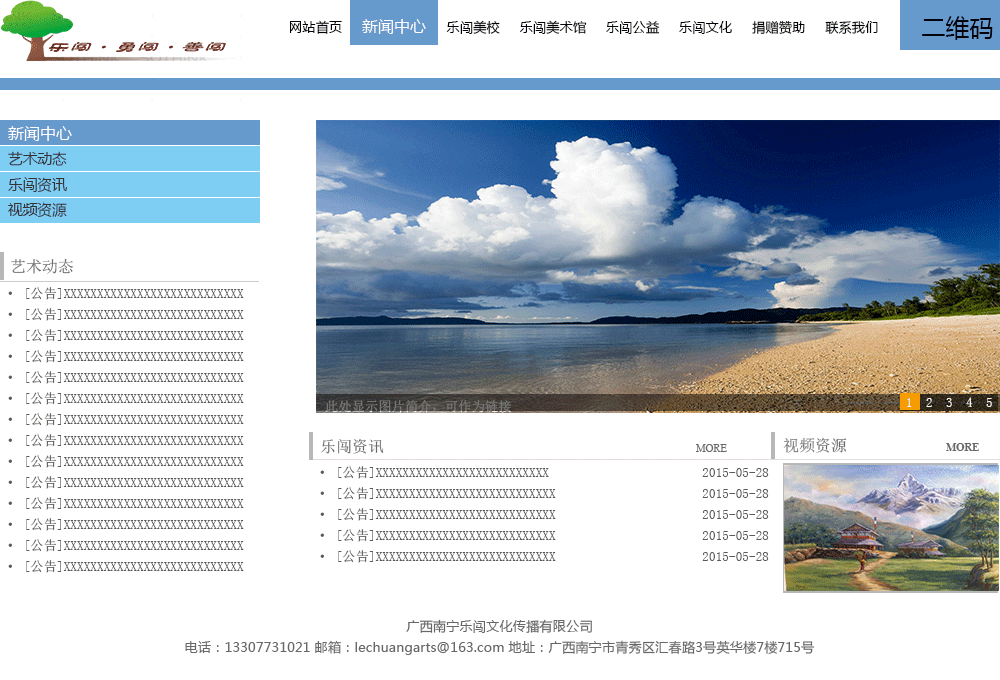 乐闯·勇闯·善闯
网站首页 新闻中心 乐闯美校 乐闯美术馆 乐闯公益 乐闯文化 捐赠赞助 联系我们 二维码
新闻中心
艺术动态
乐闯资讯
视频资源
艺术动态
• [公告]XXXXXXXXXXXXXXXXXXXXXXXXXXX
• [公告]XXXXXXXXXXXXXXXXXXXXXXXXXXX
• [公告]XXXXXXXXXXXXXXXXXXXXXXXXXXX
• [公告]XXXXXXXXXXXXXXXXXXXXXXXXXXX
• [公告]XXXXXXXXXXXXXXXXXXXXXXXXXXX
• [公告]XXXXXXXXXXXXXXXXXXXXXXXXXXX
• [公告]XXXXXXXXXXXXXXXXXXXXXXXXXXX
• [公告]XXXXXXXXXXXXXXXXXXXXXXXXXXX
• [公告]XXXXXXXXXXXXXXXXXXXXXXXXXXX
• [公告]XXXXXXXXXXXXXXXXXXXXXXXXXXX
• [公告]XXXXXXXXXXXXXXXXXXXXXXXXXXX
• [公告]XXXXXXXXXXXXXXXXXXXXXXXXXXX
• [公告]XXXXXXXXXXXXXXXXXXXXXXXXXXX
• [公告]XXXXXXXXXXXXXXXXXXXXXXXXXXX
此处显示图片简介，可作为链接 1 2 3 4 5
乐闯资讯 MORE
• [公告]XXXXXXXXXXXXXXXXXXXXXXXXXX 2015-05-28
• [公告]XXXXXXXXXXXXXXXXXXXXXXXXXXX 2015-05-28
• [公告]XXXXXXXXXXXXXXXXXXXXXXXXXXX 2015-05-28
• [公告]XXXXXXXXXXXXXXXXXXXXXXXXXXX 2015-05-28
• [公告]XXXXXXXXXXXXXXXXXXXXXXXXXXX 2015-05-28
视频资源 MORE
广西南宁乐闯文化传播有限公司
电话：13307731021 邮箱：lechuangarts@163.com 地址：广西南宁市青秀区汇春路3号英华楼7楼715号